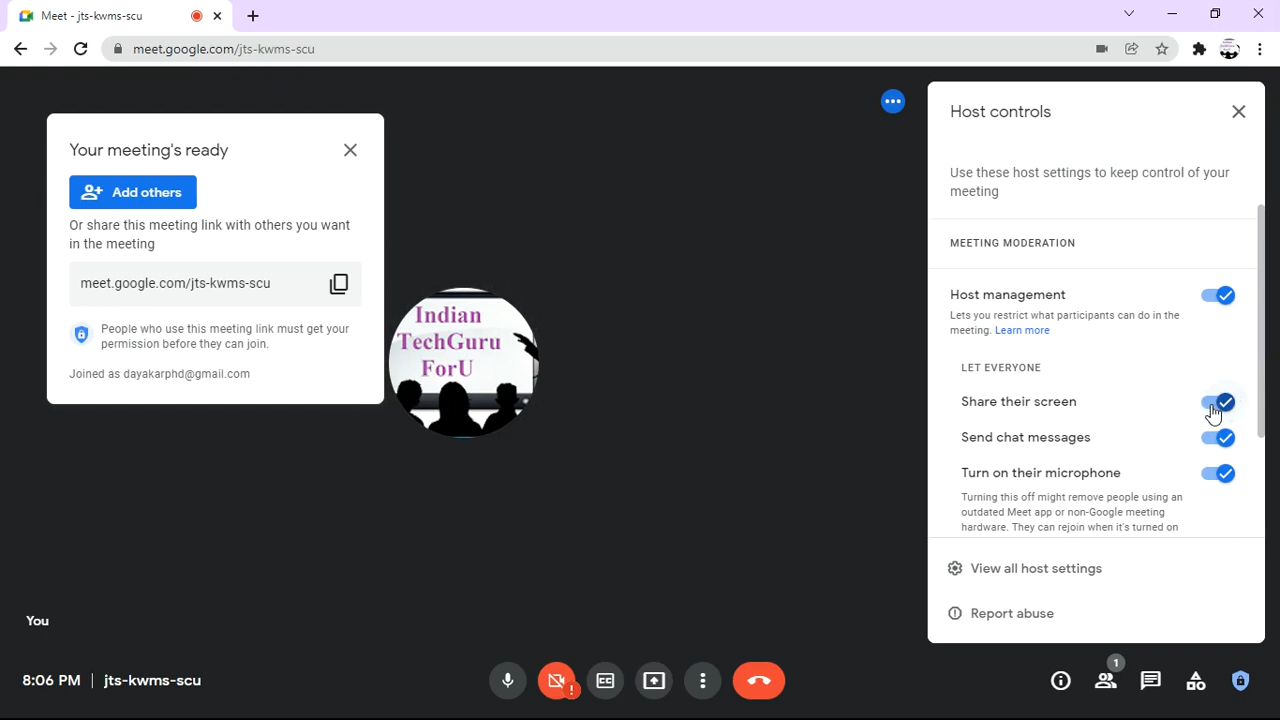 Meet - jts-kwms-scu
meet.google.com/jts-kwms-scu
Your meeting's ready
Add others
Or share this meeting link with others you want
in the meeting
meet.google.com/jts-kwms-scu
People who use this meeting link must get your
permission before they can join.
Joined as dayakarphd@gmail.com
Indian
TechGuru
ForU
Host controls
Use these host settings to keep control of your
meeting
MEETING MODERATION
Host management
Lets you restrict what participants can do in the
meeting. Learn more
LET EVERYONE
Share their screen
Send chat messages
Turn on their microphone
Turning this off might remove people using an
outdated Meet app or non-Google meeting
hardware. They can rejoin when it's turned on
View all host settings
Report abuse
You
8:06 PM | jts-kwms-scu
CC
!
1